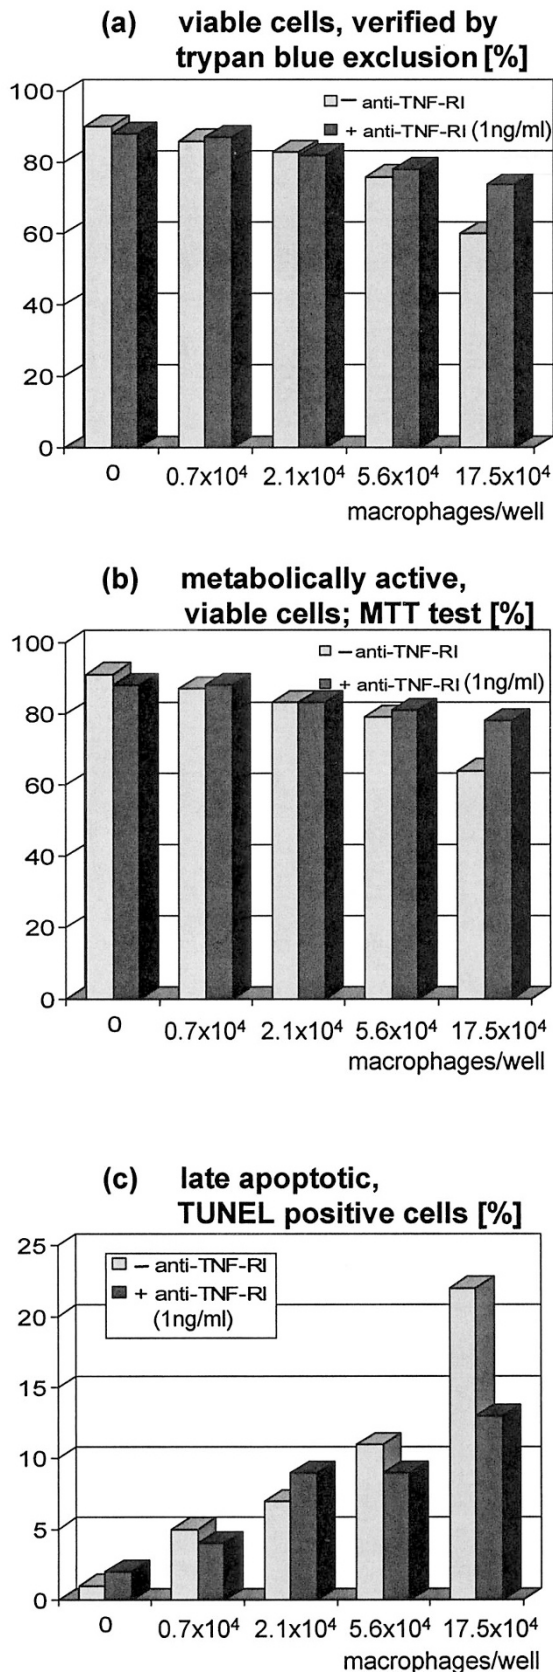 (a) viable cells, verified by
trypan blue exclusion [%]
100
80
60
40
20
0
– anti-TNF-RI
+ anti-TNF-RI (1ng/ml)
0 0.7x10⁴ 2.1x10⁴ 5.6x10⁴ 17.5x10⁴
macrophages/well
(b) metabolically active,
viable cells; MTT test [%]
100
80
60
40
20
0
– anti-TNF-RI
+ anti-TNF-RI (1ng/ml)
0 0.7x10⁴ 2.1x10⁴ 5.6x10⁴ 17.5x10⁴
macrophages/well
(c) late apoptotic,
TUNEL positive cells [%]
25
20
15
10
5
0
– anti-TNF-RI
+ anti-TNF-RI
(1ng/ml)
0 0.7x10⁴ 2.1x10⁴ 5.6x10⁴ 17.5x10⁴
macrophages/well